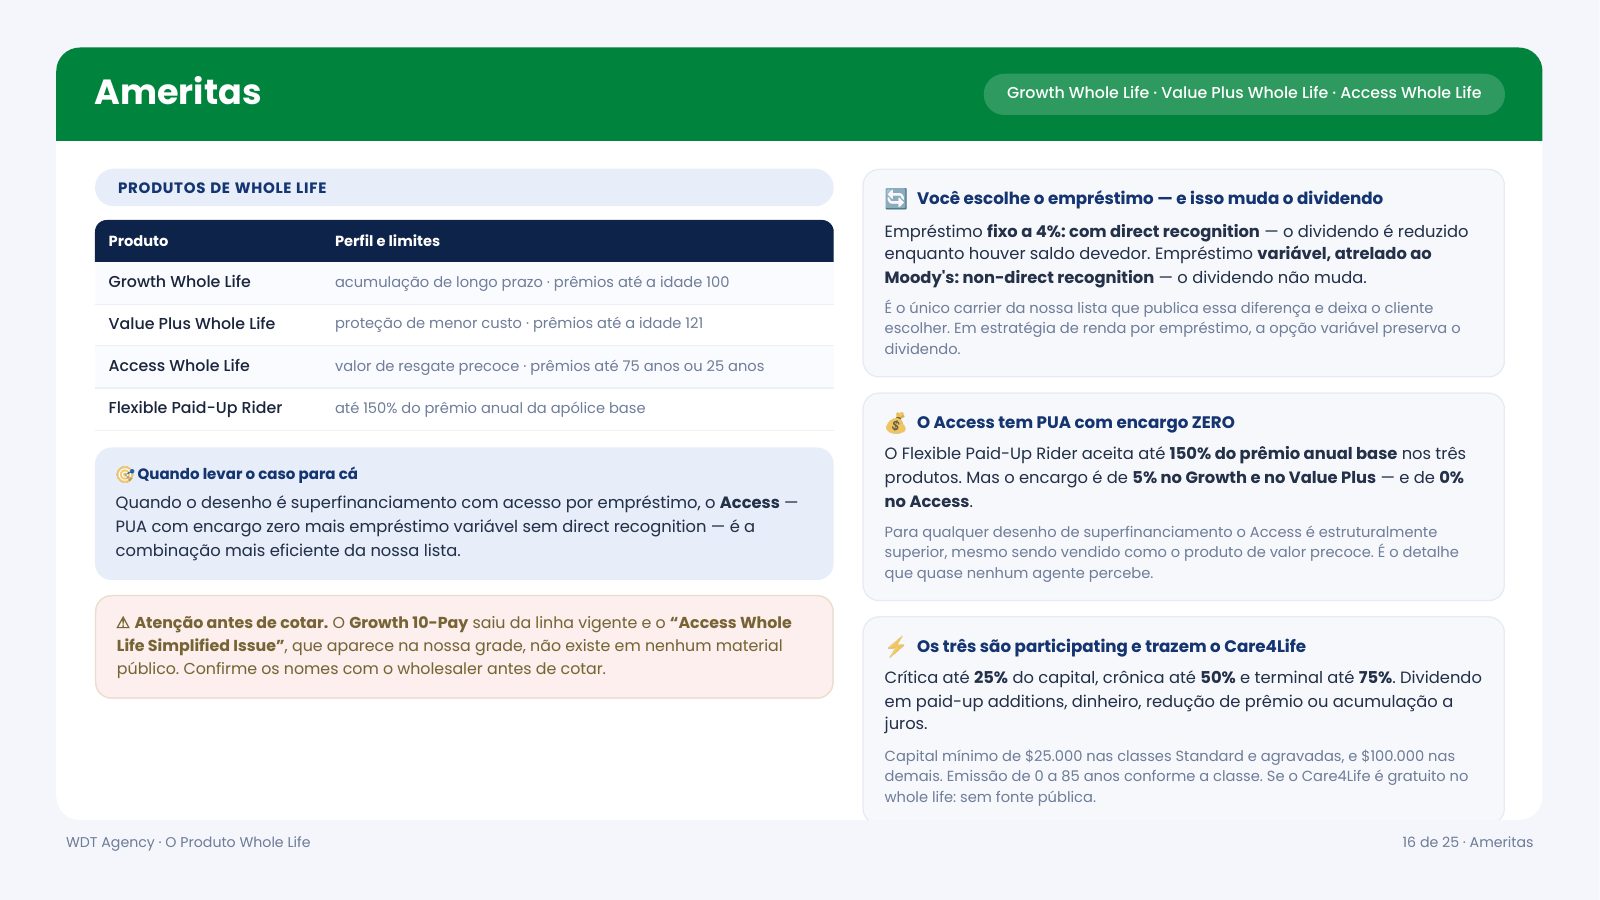 Ameritas
Growth Whole Life · Value Plus Whole Life · Access Whole Life
PRODUTOS DE WHOLE LIFE
Produto Perfil e limites
Growth Whole Life acumulação de longo prazo · prêmios até a idade 100
Value Plus Whole Life proteção de menor custo · prêmios até a idade 121
Access Whole Life valor de resgate precoce · prêmios até 75 anos ou 25 anos
Flexible Paid-Up Rider até 150% do prêmio anual da apólice base
🎯 Quando levar o caso para cá
Quando o desenho é superfinanciamento com acesso por empréstimo, o Access —
PUA com encargo zero mais empréstimo variável sem direct recognition — é a
combinação mais eficiente da nossa lista.
⚠ Atenção antes de cotar. O Growth 10-Pay saiu da linha vigente e o “Access Whole
Life Simplified Issue”, que aparece na nossa grade, não existe em nenhum material
público. Confirme os nomes com o wholesaler antes de cotar.
🔄 Você escolhe o empréstimo — e isso muda o dividendo
Empréstimo fixo a 4%: com direct recognition — o dividendo é reduzido
enquanto houver saldo devedor. Empréstimo variável, atrelado ao
Moody's: non-direct recognition — o dividendo não muda.
É o único carrier da nossa lista que publica essa diferença e deixa o cliente
escolher. Em estratégia de renda por empréstimo, a opção variável preserva o
dividendo.
💰 O Access tem PUA com encargo ZERO
O Flexible Paid-Up Rider aceita até 150% do prêmio anual base nos três
produtos. Mas o encargo é de 5% no Growth e no Value Plus — e de 0%
no Access.
Para qualquer desenho de superfinanciamento o Access é estruturalmente
superior, mesmo sendo vendido como o produto de valor precoce. É o detalhe
que quase nenhum agente percebe.
⚡ Os três são participating e trazem o Care4Life
Crítica até 25% do capital, crônica até 50% e terminal até 75%. Dividendo
em paid-up additions, dinheiro, redução de prêmio ou acumulação a
juros.
Capital mínimo de $25.000 nas classes Standard e agravadas, e $100.000 nas
demais. Emissão de 0 a 85 anos conforme a classe. Se o Care4Life é gratuito no
whole life: sem fonte pública.
WDT Agency · O Produto Whole Life
16 de 25 · Ameritas